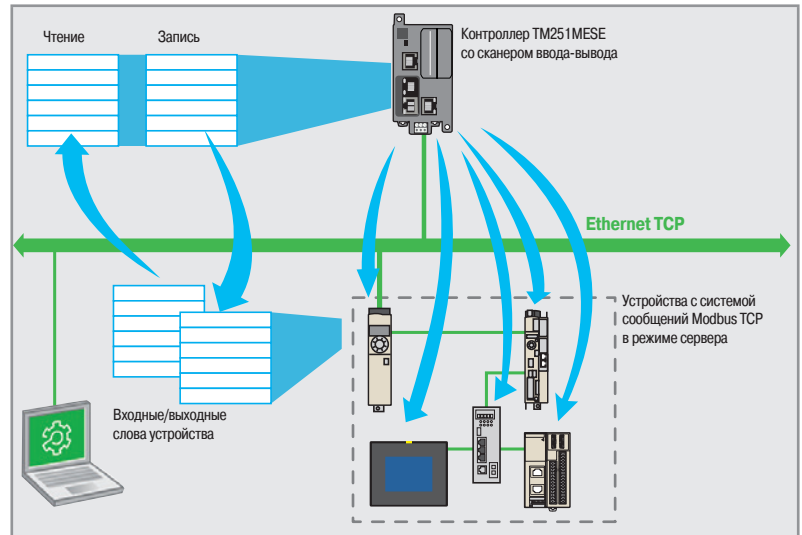 Чтение
Запись
Контроллер TM251MESE
со сканером ввода-вывода
Ethernet TCP
Устройства с системой
сообщений Modbus TCP
в режиме сервера
Входные/выходные
слова устройства